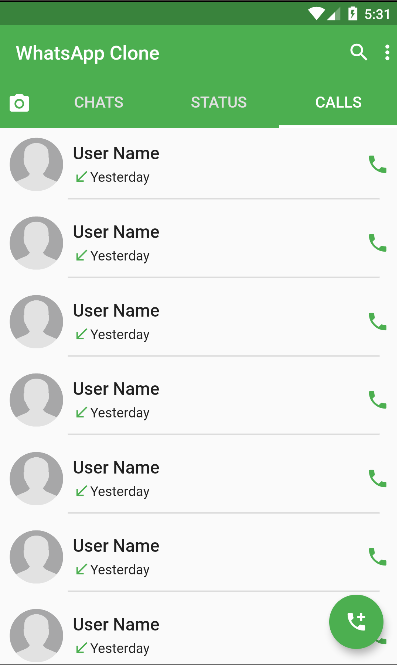 5:31
WhatsApp Clone
CHATS STATUS CALLS
User Name
Yesterday
User Name
Yesterday
User Name
Yesterday
User Name
Yesterday
User Name
Yesterday
User Name
Yesterday
User Name
Yesterday